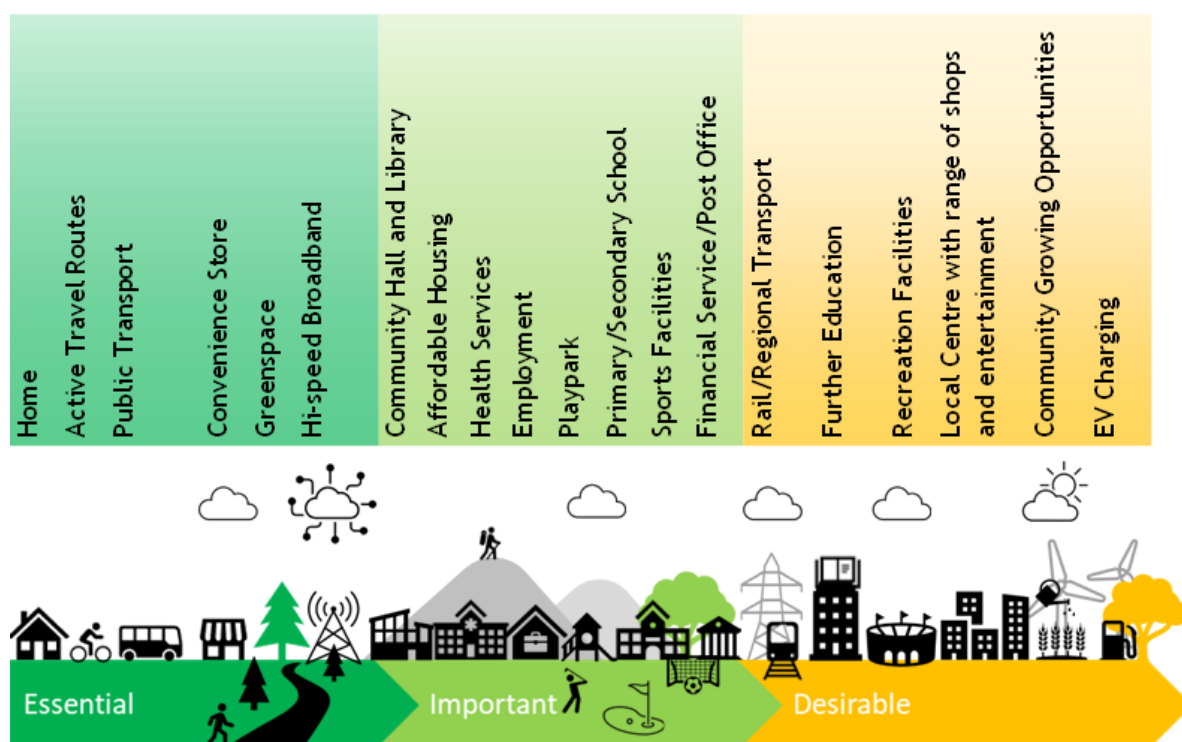 Home
Active Travel Routes
Public Transport
Convenience Store
Greenspace
Hi-speed Broadband
Community Hall and Library
Affordable Housing
Health Services
Employment
Playpark
Primary/Secondary School
Sports Facilities
Financial Service/Post Office
Rail/Regional Transport
Further Education
Recreation Facilities
Local Centre with range of shops
and entertainment
Community Growing Opportunities
EV Charging
Essential
Important
Desirable